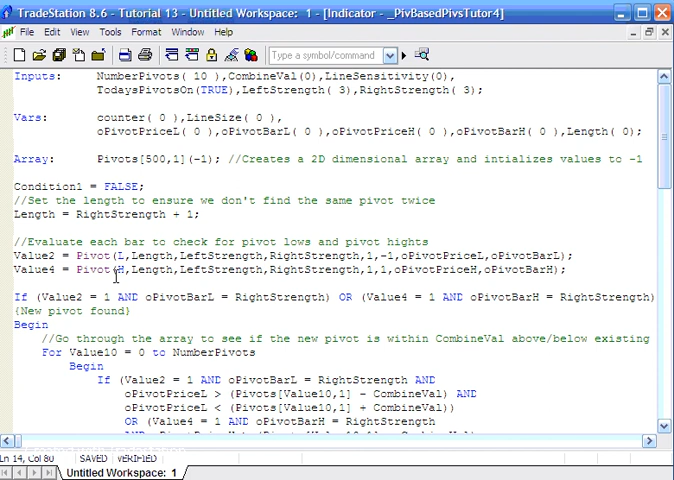 TradeStation 8.6 - Tutorial 13 - Untitled Workspace: 1 - [Indicator - _PivBasedPivsTutor4]
File Edit View Tools Format Window Help
Type a symbol/command
Inputs: NumberPivots( 10 ),CombineVal(0),LineSensitivity(0),
TodaysPivotsOn(TRUE),LeftStrength( 3),RightStrength( 3);
Vars: counter( 0 ),LineSize( 0 ),
oPivotPriceL( 0 ),oPivotBarL( 0 ),oPivotPriceH( 0 ),oPivotBarH( 0 ),Length( 0);
Array: Pivots[500,1](-1); //Creates a 2D dimensional array and intializes values to -1
Condition1 = FALSE;
//Set the length to ensure we don't find the same pivot twice
Length = RightStrength + 1;
//Evaluate each bar to check for pivot lows and pivot hights
Value2 = Pivot(L,Length,LeftStrength,RightStrength,1,-1,oPivotPriceL,oPivotBarL);
Value4 = Pivot(H,Length,LeftStrength,RightStrength,1,1,oPivotPriceH,oPivotBarH);
If (Value2 = 1 AND oPivotBarL = RightStrength) OR (Value4 = 1 AND oPivotBarH = RightStrength)
{New pivot found}
Begin
//Go through the array to see if the new pivot is within CombineVal above/below existing
For Value10 = 0 to NumberPivots
Begin
If (Value2 = 1 AND oPivotBarL = RightStrength AND
oPivotPriceL > (Pivots[Value10,1] - CombineVal) AND
oPivotPriceL < (Pivots[Value10,1] + CombineVal))
OR (Value4 = 1 AND oPivotBarH = RightStrength
Ln 14, Col 80 SAVED VERIFIED
Untitled Workspace: 1